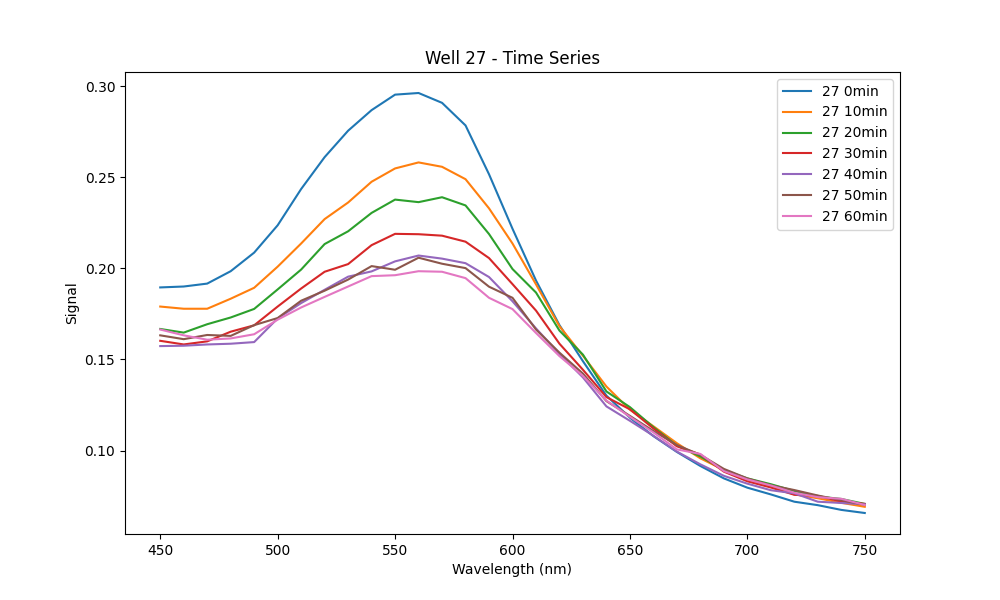 Well 27 - Time Series
27 0min
27 10min
27 20min
27 30min
27 40min
27 50min
27 60min
Signal
0.30
0.25
0.20
0.15
0.10
450 500 550 600 650 700 750
Wavelength (nm)